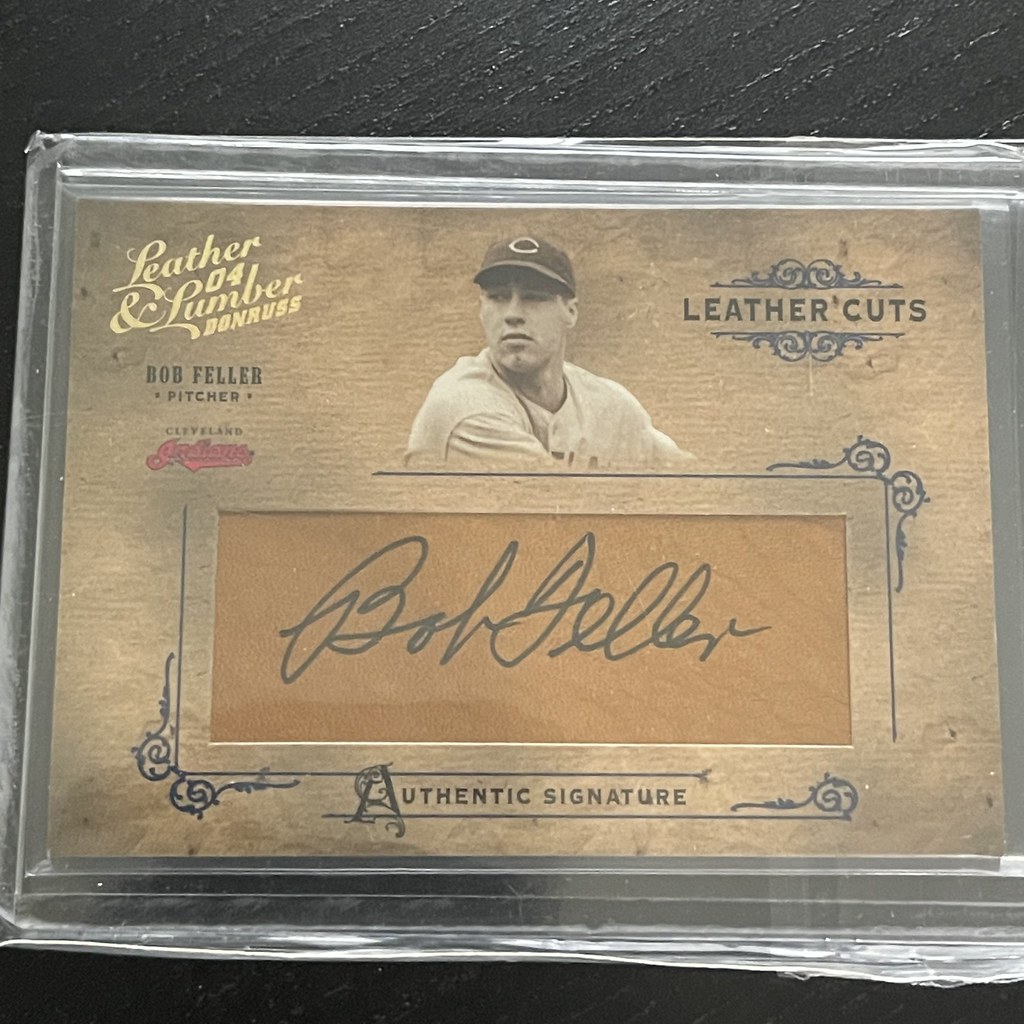 Leather
04
& Lumber
DONRUSS
C
LEATHER CUTS
BOB FELLER
• PITCHER •
CLEVELAND
Indians
Bob Feller
AUTHENTIC SIGNATURE